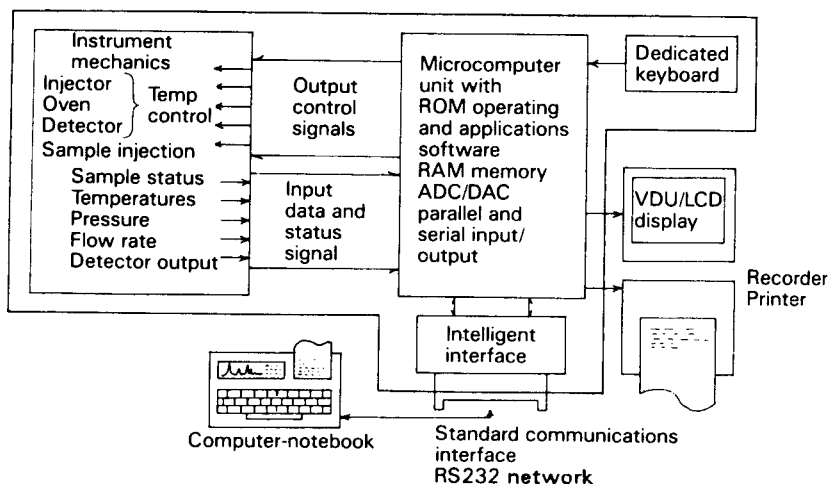 Instrument
mechanics
Injector
Oven
Detector
Temp
control
Sample injection
Sample status
Temperatures
Pressure
Flow rate
Detector output
Output
control
signals
Input
data and
status
signal
Microcomputer
unit with
ROM operating
and applications
software
RAM memory
ADC/DAC
parallel and
serial input/
output
Dedicated
keyboard
VDU/LCD
display
Recorder
Printer
Intelligent
interface
Computer-notebook
Standard communications
interface
RS232 network